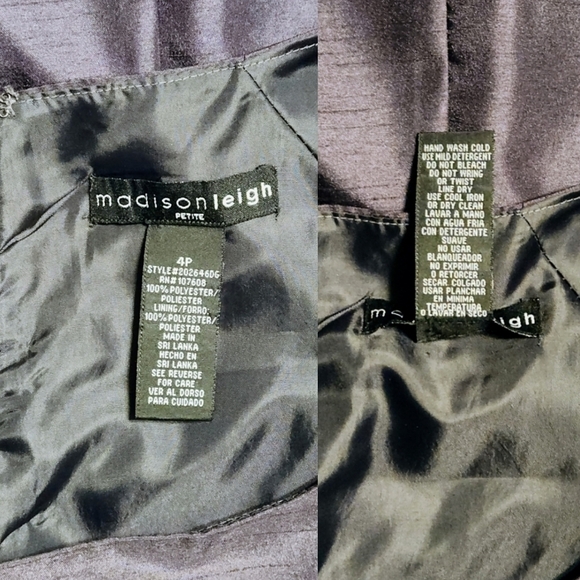 madisonleigh
PETITE
4P
STYLE#202646DG
RN#107608
100%POLYESTER/
POLIESTER
LINING/FORRO:
100%POLYESTER/
POLIESTER
MADE IN
SRI LANKA
HECHO EN
SRI LANKA
SEE REVERSE
FOR CARE
VER AL DORSO
PARA CUIDADO
HAND WASH COLD
USE MILD DETERGENT
DO NOT BLEACH
DO NOT WRING
OR TWIST
LINE DRY
USE COOL IRON
OR DRY CLEAN
LAVAR A MANO
CON AGUA FRIA
CON DETERGENTE
SUAVE
NO USAR
BLANQUEADOR
NO EXPRIMIR
O RETORCER
SECAR COLGADO
USAR PLANCHAR
EN MINIMA
TEMPERATURA
O LAVAR EN SECO
eigh